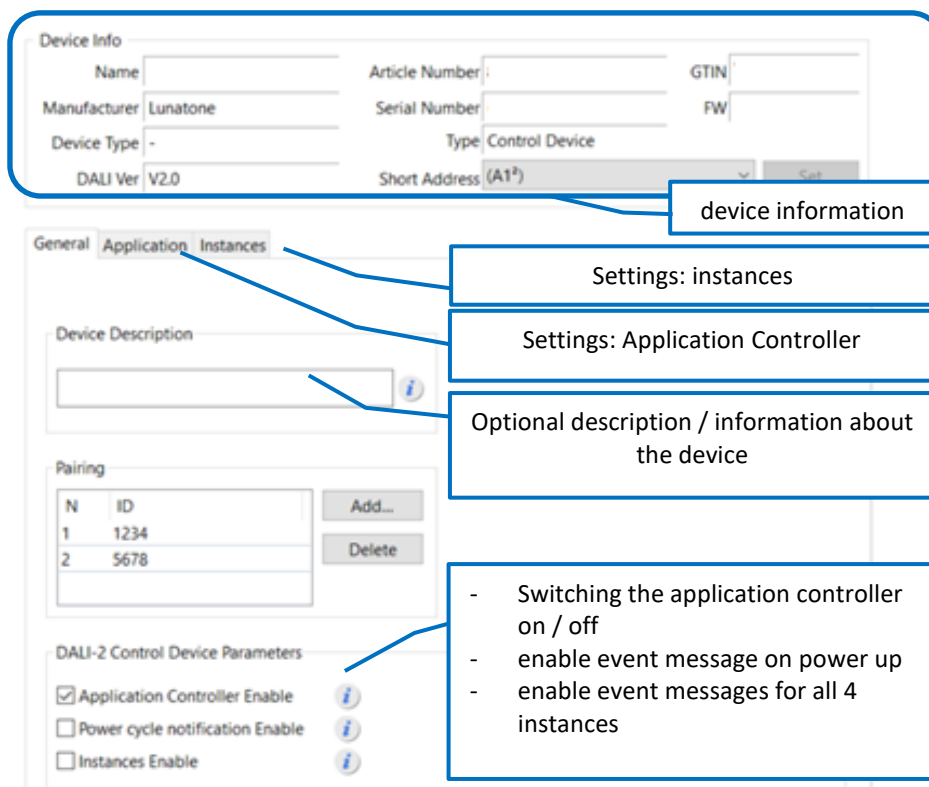 Device Info
Name Article Number GTIN
Manufacturer Lunatone Serial Number FW
Device Type - Type Control Device
DALI Ver V2.0 Short Address (A1²) Set
device information
General Application Instances
Settings: instances
Settings: Application Controller
Device Description
i
Optional description / information about
the device
Pairing
N ID
1 1234
2 5678
Add...
Delete
- Switching the application controller
on / off
- enable event message on power up
- enable event messages for all 4
instances
DALI-2 Control Device Parameters
Application Controller Enable i
Power cycle notification Enable i
Instances Enable i